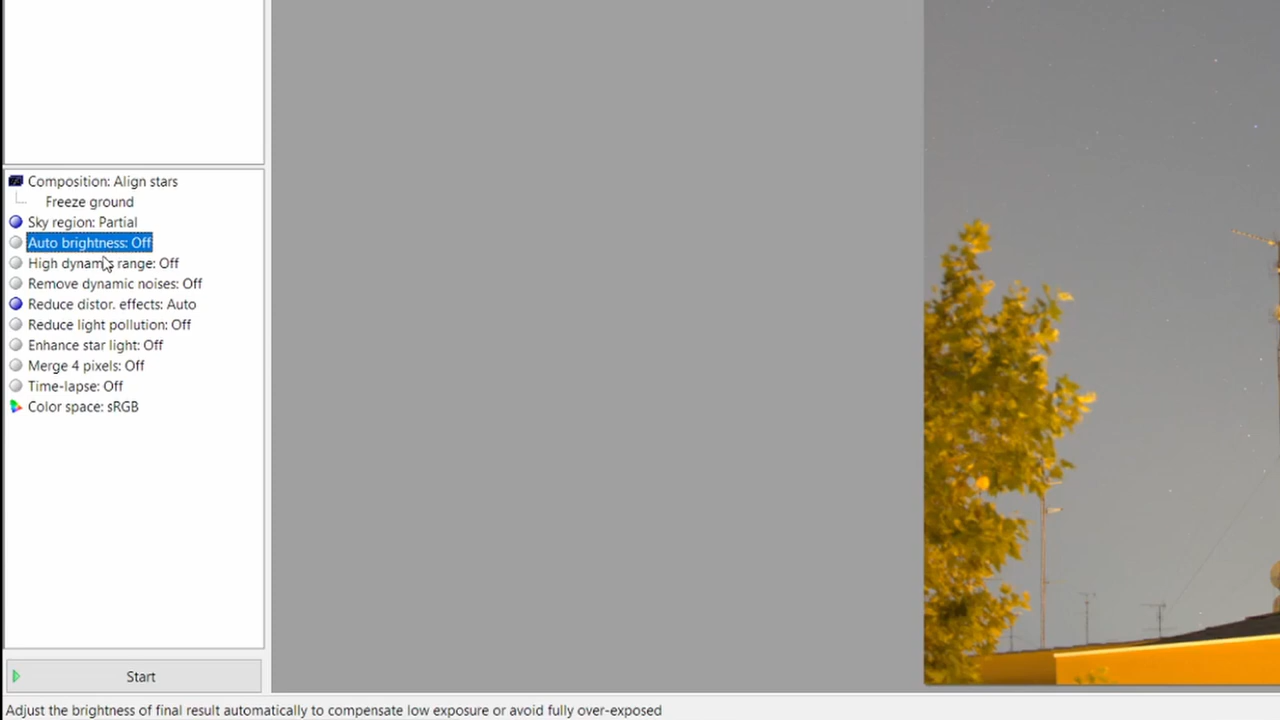 Composition: Align stars
Freeze ground
Sky region: Partial
Auto brightness: Off
High dynamic range: Off
Remove dynamic noises: Off
Reduce distor. effects: Auto
Reduce light pollution: Off
Enhance star light: Off
Merge 4 pixels: Off
Time-lapse: Off
Color space: sRGB
Start
Adjust the brightness of final result automatically to compensate low exposure or avoid fully over-exposed